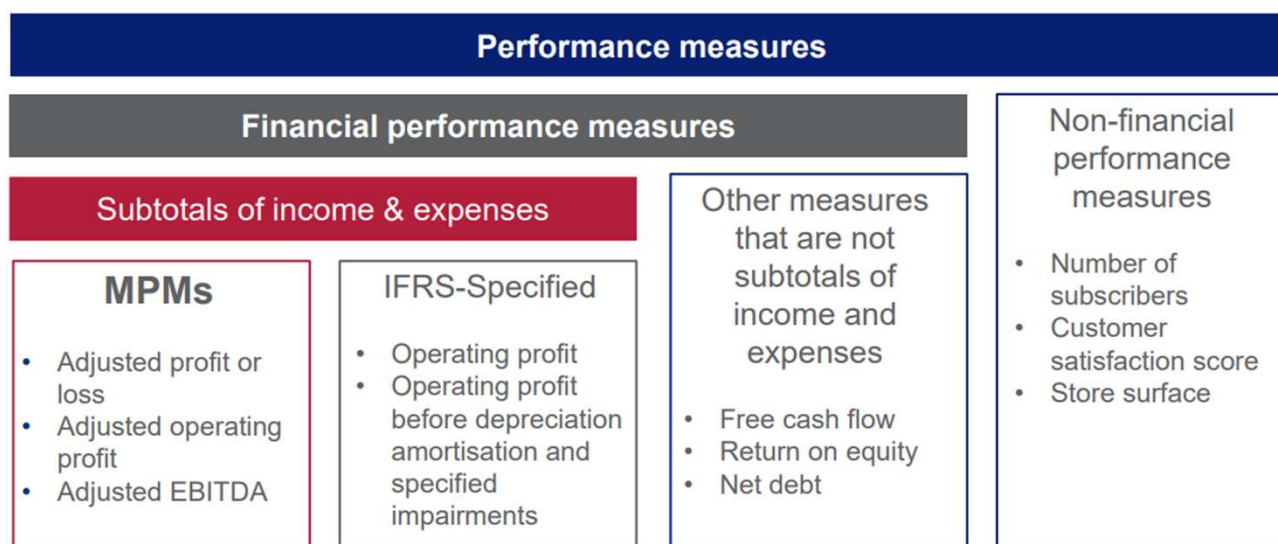 Performance measures
Financial performance measures
Subtotals of income & expenses
MPMs
• Adjusted profit or
loss
• Adjusted operating
profit
• Adjusted EBITDA
IFRS-Specified
• Operating profit
• Operating profit
before depreciation
amortisation and
specified
impairments
Other measures
that are not
subtotals of
income and
expenses
• Free cash flow
• Return on equity
• Net debt
Non-financial
performance
measures
• Number of
subscribers
• Customer
satisfaction score
• Store surface